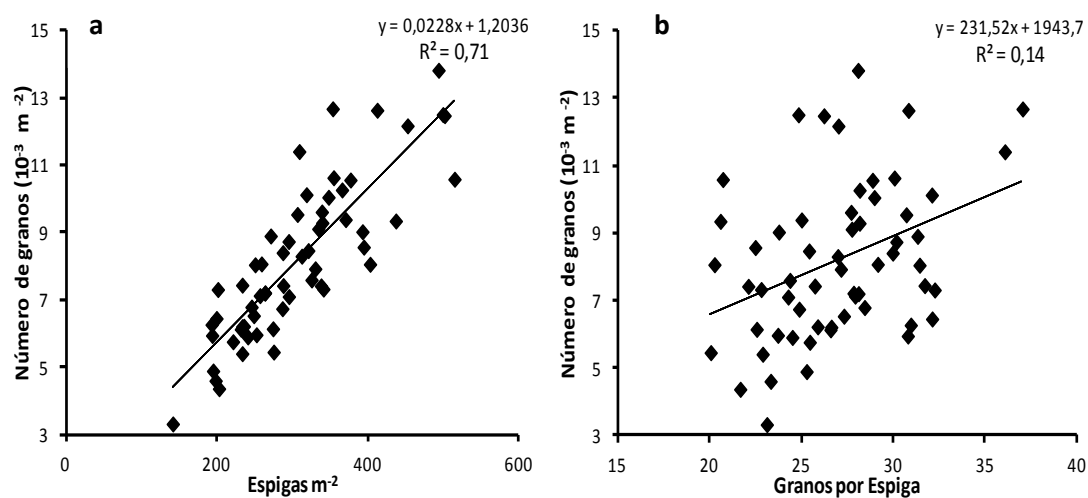 a
y = 0,0228x + 1,2036
R² = 0,71
Número de granos (10⁻³ m⁻²)
15
13
11
9
7
5
3
0
200
400
600
Espigas m⁻²
b
y = 231,52x + 1943,7
R² = 0,14
Número de granos (10⁻³ m⁻²)
15
13
11
9
7
5
3
15
20
25
30
35
40
Granos por Espiga